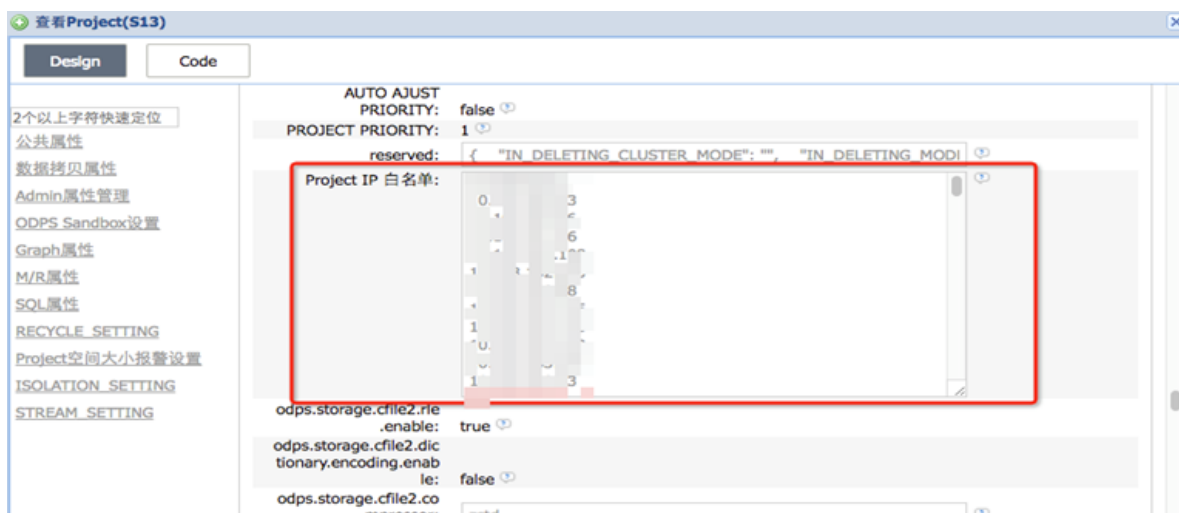 查看Project(S13)
Design
Code
2个以上字符快速定位
公共属性
数据拷贝属性
Admin属性管理
ODPS Sandbox设置
Graph属性
M/R属性
SQL属性
RECYCLE_SETTING
Project空间大小报警设置
ISOLATION_SETTING
STREAM_SETTING
AUTO AJUST
PRIORITY: false
PROJECT PRIORITY: 1
reserved: { "IN_DELETING_CLUSTER_MODE": "", "IN_DELETING_MODI
Project IP 白名单:
odps.storage.cfile2.rle
.enable: true
odps.storage.cfile2.dic
tionary.encoding.enab
le: false
odps.storage.cfile2.co